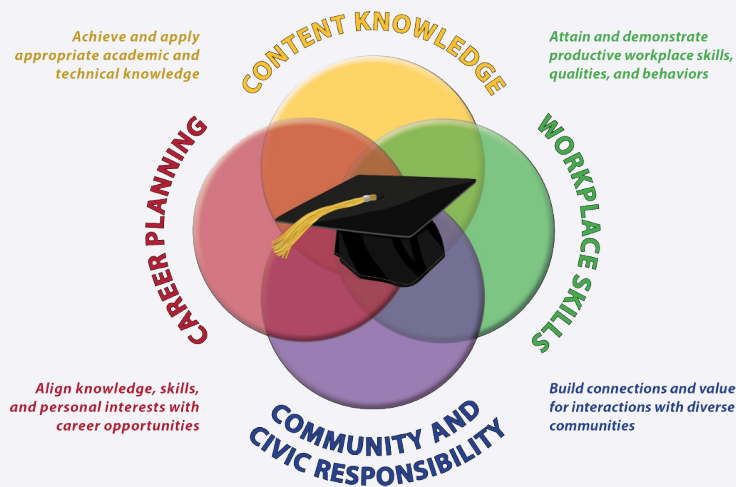 CONTENT KNOWLEDGE
Achieve and apply
appropriate academic and
technical knowledge
Attain and demonstrate
productive workplace skills,
qualities, and behaviors
CAREER PLANNING
WORKPLACE SKILLS
Align knowledge, skills,
and personal interests with
career opportunities
Build connections and value
for interactions with diverse
communities
COMMUNITY AND
CIVIC RESPONSIBILITY